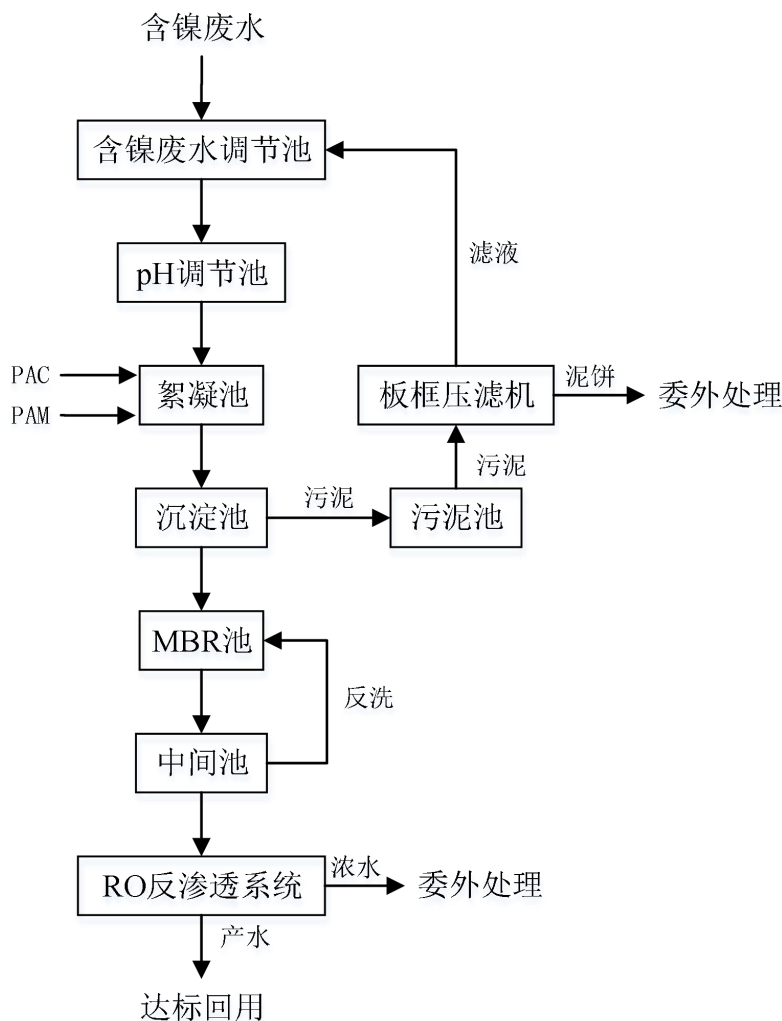 含镍废水
含镍废水调节池
滤液
pH调节池
PAC
PAM
絮凝池
板框压滤机
泥饼
委外处理
污泥
沉淀池
污泥
污泥池
MBR池
反洗
中间池
RO反渗透系统
浓水
委外处理
产水
达标回用